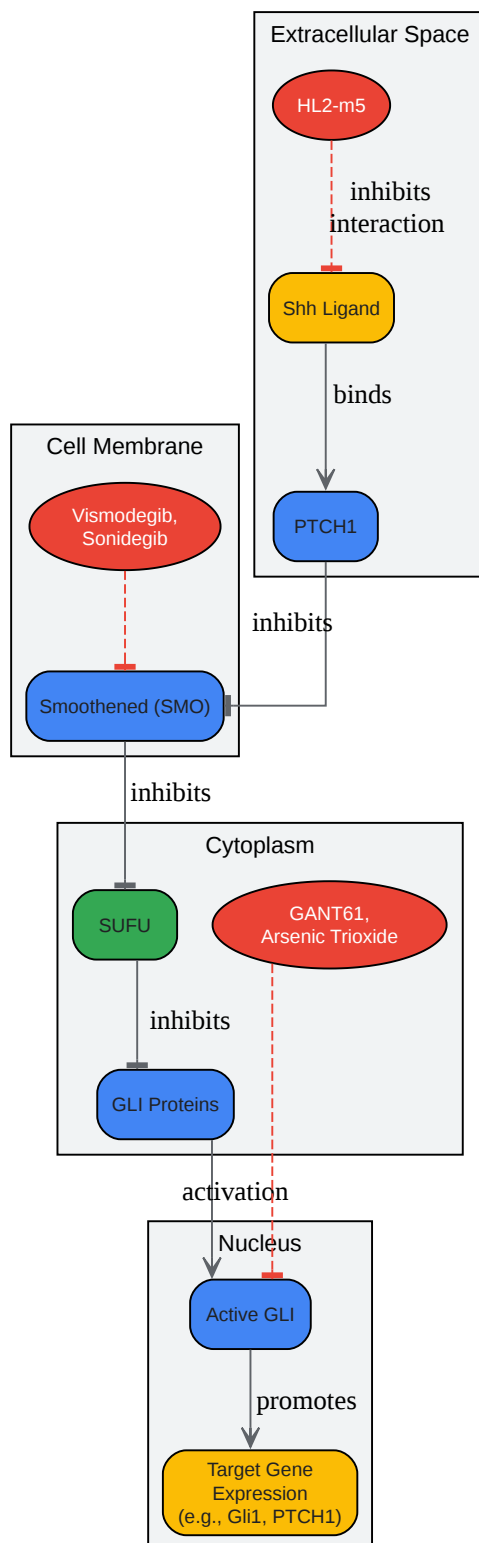 Extracellular Space
HL2-m5
inhibits
interaction
Shh Ligand
binds
Cell Membrane
Vismodegib,
Sonidegib
PTCH1
inhibits
Smoothened (SMO)
inhibits
Cytoplasm
GANT61,
Arsenic Trioxide
SUFU
inhibits
GLI Proteins
activation
Nucleus
Active GLI
promotes
Target Gene
Expression
(e.g., Gli1, PTCH1)